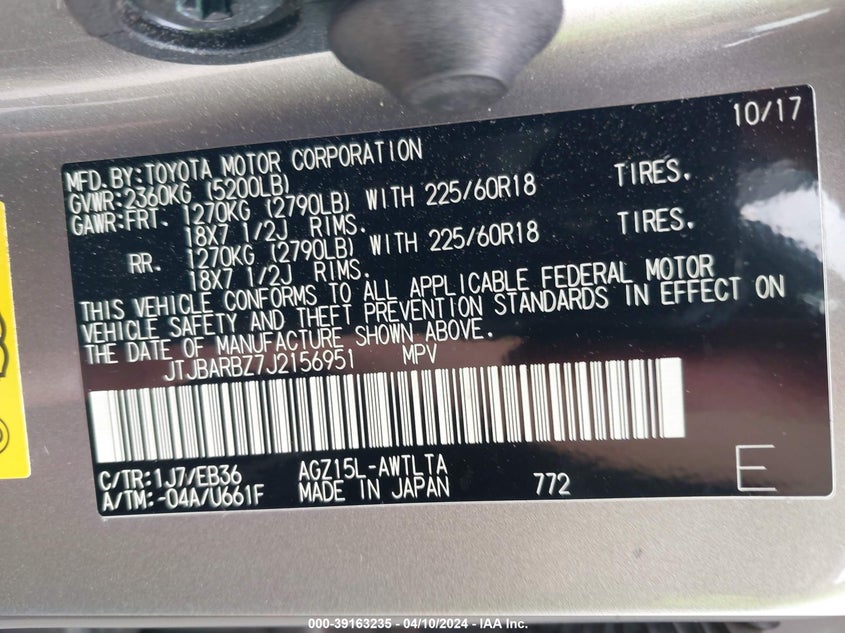 10/17
MFD.BY:TOYOTA MOTOR CORPORATION
GVWR:2360KG (5200LB)
GAWR:FRT. 1270KG (2790LB) WITH 225/60R18 TIRES.
18X7 1/2J RIMS.
RR. 1270KG (2790LB) WITH 225/60R18 TIRES.
18X7 1/2J RIMS.
THIS VEHICLE CONFORMS TO ALL APPLICABLE FEDERAL MOTOR
VEHICLE SAFETY AND THEFT PREVENTION STANDARDS IN EFFECT ON
THE DATE OF MANUFACTURE SHOWN ABOVE.
JTJBARBZ7J2156951 MPV
C/TR:1J7/EB36 AGZ15L-AWTLTA
A/TM:-04A/U661F MADE IN JAPAN 772 E
000-39163235 - 04/10/2024 - IAA Inc.